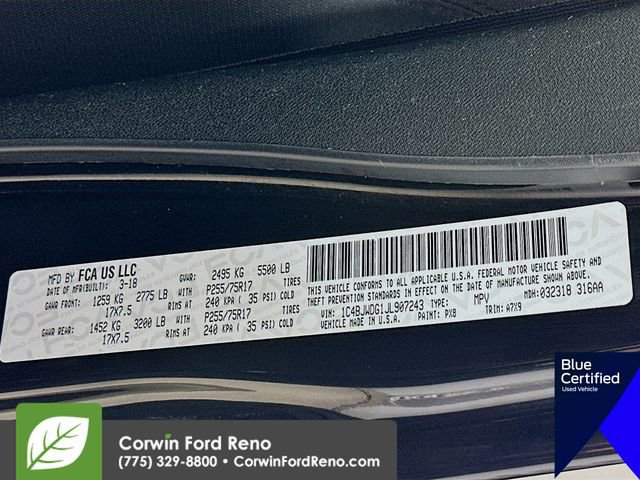 MFD BY FCA US LLC
DATE OF MFR(BUILT): 3-18 GVWR: 2495 KG 5500 LB
GAWR FRONT: 1259 KG 2775 LB WITH P255/75R17
17X7.5 RIMS AT 240 KPA ( 35 PSI) COLD
GAWR REAR: 1452 KG 3200 LB WITH P255/75R17
17X7.5 RIMS AT 240 KPA ( 35 PSI) COLD
THIS VEHICLE CONFORMS TO ALL APPLICABLE U.S.A. FEDERAL MOTOR VEHICLE SAFETY AND
THEFT PREVENTION STANDARDS IN EFFECT ON THE DATE OF MANUFACTURE SHOWN ABOVE.
MDH: 032318 316AA
VIN: 1C4BJWDG1JL907243 TYPE: MPV
MADE IN U.S.A. PAINT: PX8 TRIM: A7X9
Blue
Certified
Used Vehicle
Corwin Ford Reno
(775) 329-8800 • CorwinFordReno.com